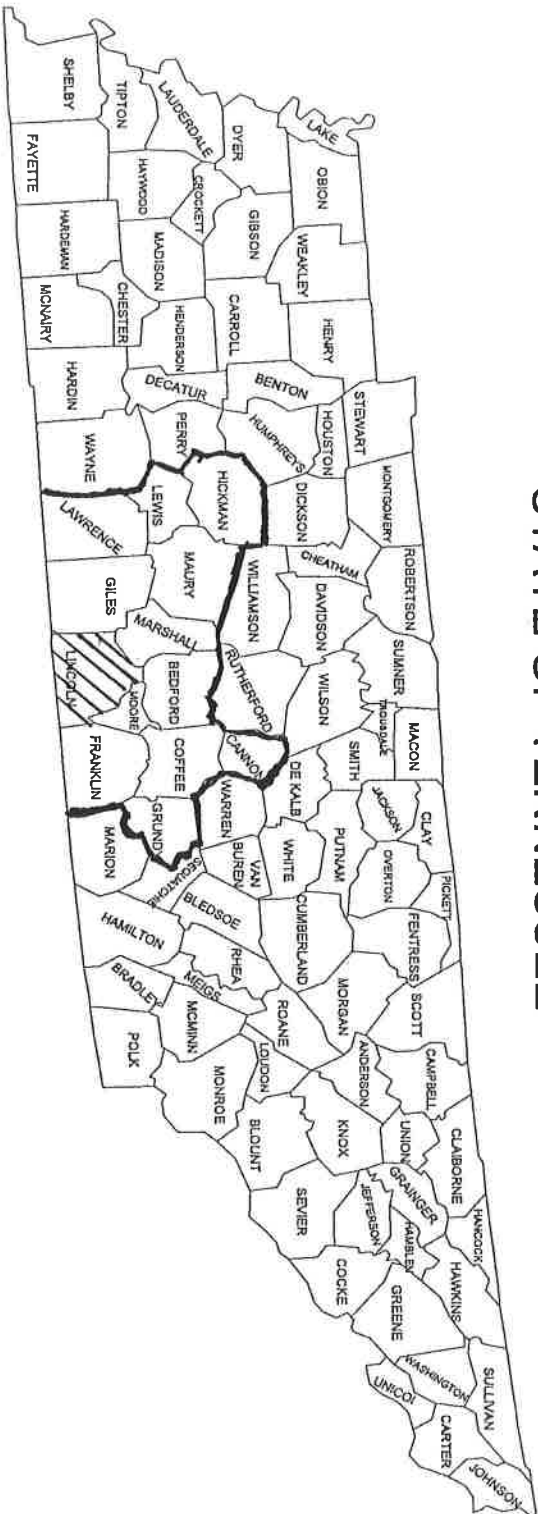 STATE OF TENNESSEE
LAKE
OBION
WEAKLEY
HENRY
STEWART
MONTGOMERY
ROBERTSON
SUMNER
TROUSDALE
MACON
CLAY
PICKETT
SCOTT
CAMPBELL
CLAIBORNE
HANCOCK
HAWKINS
SULLIVAN
JOHNSON
DYER
GIBSON
CARROLL
BENTON
HOUSTON
HUMPHREYS
DICKSON
CHEATHAM
DAVIDSON
WILSON
SMITH
JACKSON
OVERTON
FENTRESS
PUTNAM
MORGAN
ANDERSON
UNION
GRAINGER
HAMBLEN
JEFFERSON
GREENE
WASHINGTON
UNICOI
CARTER
LAUDERDALE
CROCKETT
TIPTON
HAYWOOD
MADISON
HENDERSON
DECATUR
PERRY
HICKMAN
LEWIS
MAURY
WILLIAMSON
RUTHERFORD
CANNON
DE KALB
WHITE
CUMBERLAND
WARREN
VAN
BUREN
BLEDSOE
RHEA
ROANE
LOUDON
KNOX
BLOUNT
SEVIER
COCKE
SHELBY
FAYETTE
HARDEMAN
CHESTER
MCNAIRY
HARDIN
WAYNE
LAWRENCE
GILES
MARSHALL
BEDFORD
LINCOLN
MOORE
COFFEE
FRANKLIN
GRUNDY
MARION
SEQUATCHIE
HAMILTON
MEIGS
BRADLEY
MCMINN
POLK
MONROE